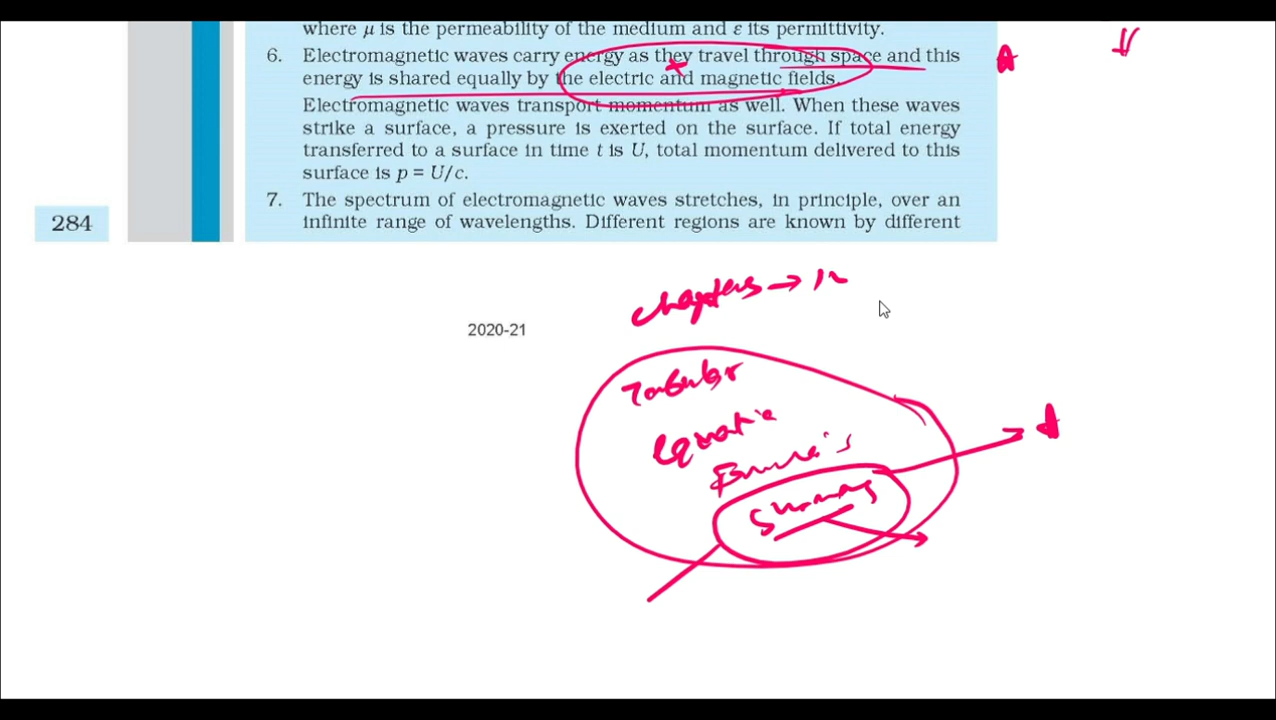 where μ is the permeability of the medium and ε its permittivity.
6. Electromagnetic waves carry energy as they travel through space and this
energy is shared equally by the electric and magnetic fields.
Electromagnetic waves transport momentum as well. When these waves
strike a surface, a pressure is exerted on the surface. If total energy
transferred to a surface in time t is U, total momentum delivered to this
surface is p = U/c.
7. The spectrum of electromagnetic waves stretches, in principle, over an
284
infinite range of wavelengths. Different regions are known by different
chapters →
2020-21
Tabular
Summary